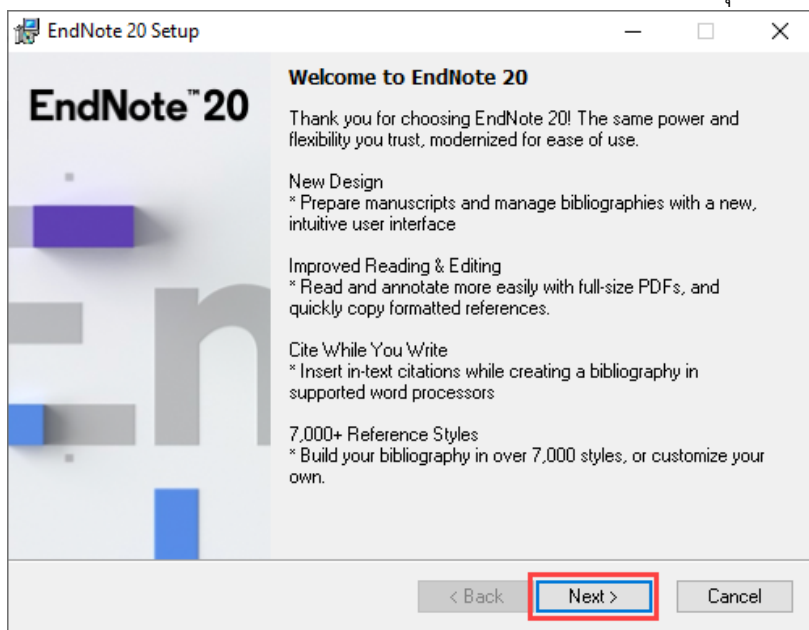 EndNote 20 Setup
EndNote™20
Welcome to EndNote 20
Thank you for choosing EndNote 20! The same power and
flexibility you trust, modernized for ease of use.
New Design
* Prepare manuscripts and manage bibliographies with a new,
intuitive user interface
Improved Reading & Editing
* Read and annotate more easily with full-size PDFs, and
quickly copy formatted references.
Cite While You Write
* Insert in-text citations while creating a bibliography in
supported word processors
7,000+ Reference Styles
* Build your bibliography in over 7,000 styles, or customize your
own.
< Back
Next >
Cancel